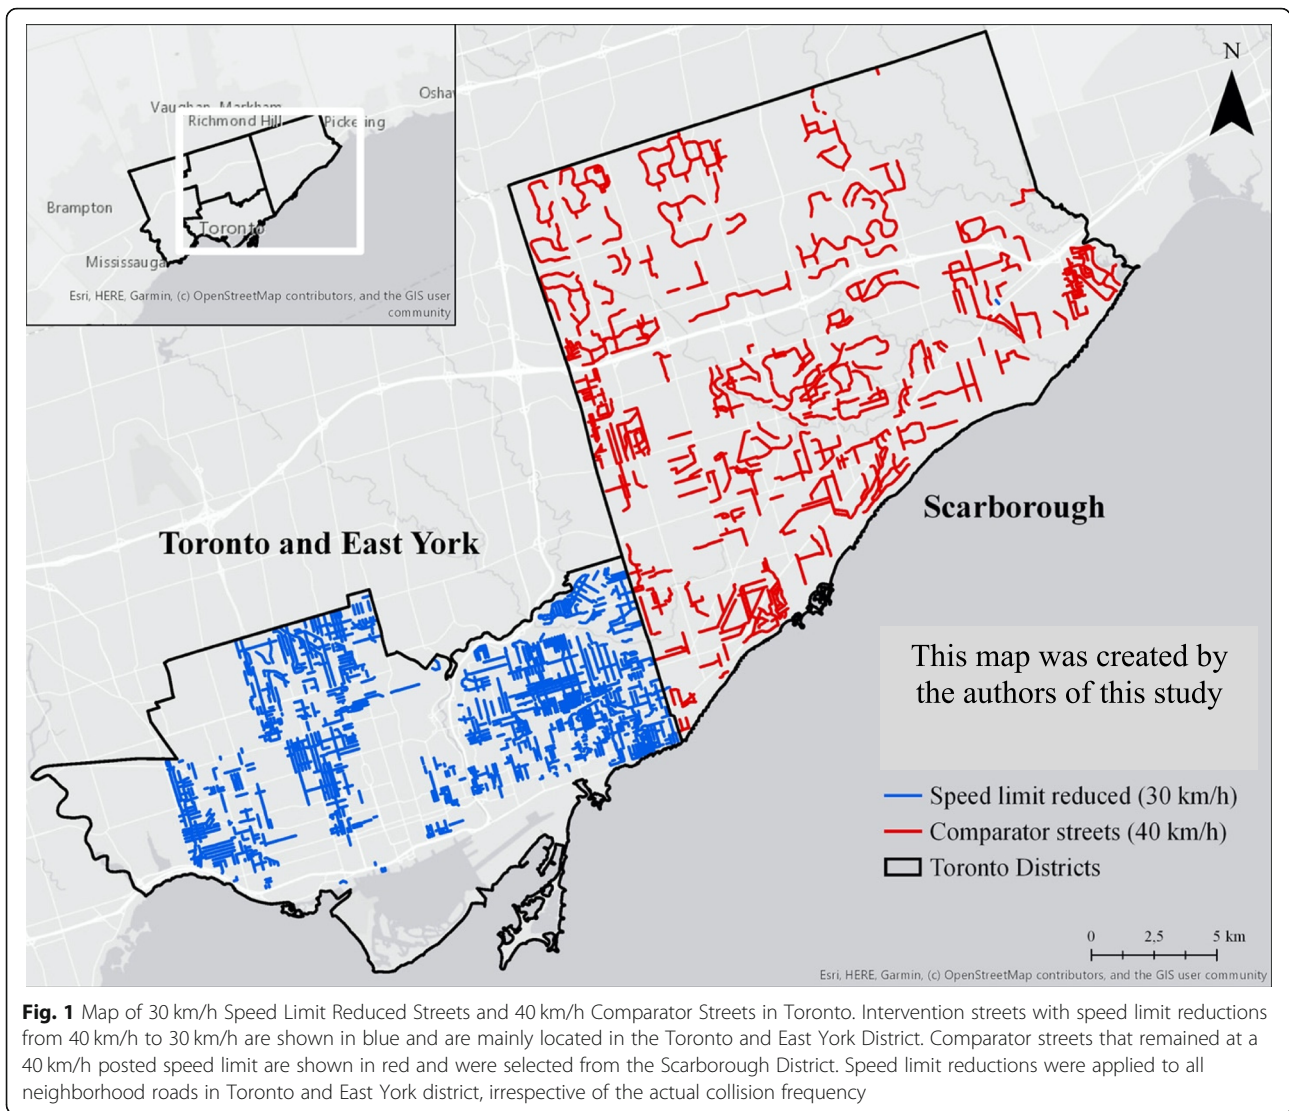 Oshaw
Vaughan Markham
Richmond Hill
Pickering
Brampton
Toronto
Mississauga
Esri, HERE, Garmin, (c) OpenStreetMap contributors, and the GIS user
community
N
Scarborough
Toronto and East York
This map was created by
the authors of this study
Speed limit reduced (30 km/h)
Comparator streets (40 km/h)
Toronto Districts
0 2,5 5 km
Esri, HERE, Garmin, (c) OpenStreetMap contributors, and the GIS user community
Fig. 1 Map of 30 km/h Speed Limit Reduced Streets and 40 km/h Comparator Streets in Toronto. Intervention streets with speed limit reductions
from 40 km/h to 30 km/h are shown in blue and are mainly located in the Toronto and East York District. Comparator streets that remained at a
40 km/h posted speed limit are shown in red and were selected from the Scarborough District. Speed limit reductions were applied to all
neighborhood roads in Toronto and East York district, irrespective of the actual collision frequency